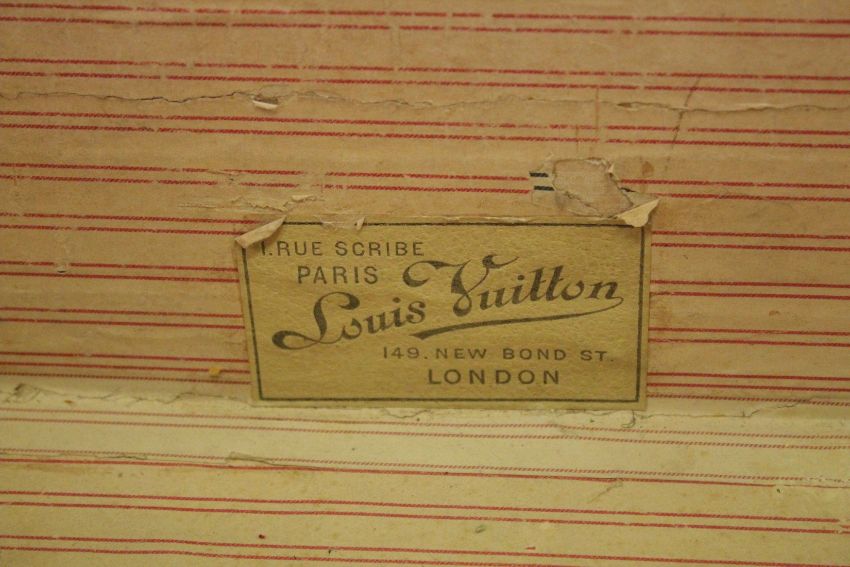 1. RUE SCRIBE
PARIS
Louis Vuitton
149. NEW BOND ST.
LONDON